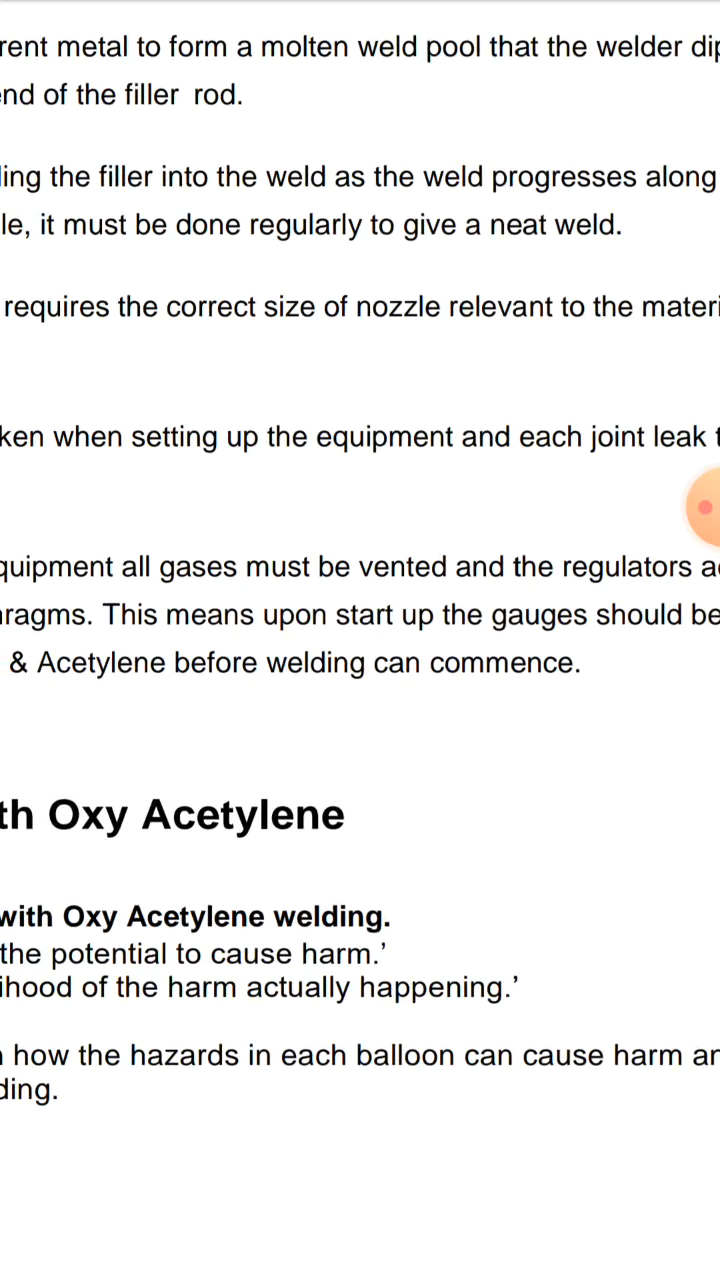 rent metal to form a molten weld pool that the welder dip
end of the filler rod.
ing the filler into the weld as the weld progresses along
le, it must be done regularly to give a neat weld.
requires the correct size of nozzle relevant to the materi
ken when setting up the equipment and each joint leak t
quipment all gases must be vented and the regulators a
ragms. This means upon start up the gauges should be
& Acetylene before welding can commence.
th Oxy Acetylene
with Oxy Acetylene welding.
the potential to cause harm.’
ihood of the harm actually happening.’
how the hazards in each balloon can cause harm ar
ding.